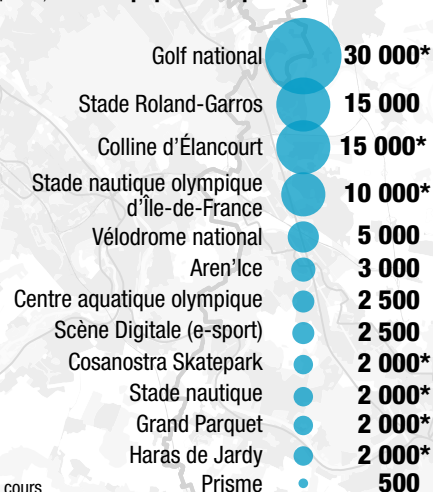 Golf national 30 000*
Stade Roland-Garros 15 000
Colline d'Élancourt 15 000*
Stade nautique olympique
d'Île-de-France 10 000*
Vélodrome national 5 000
Aren'Ice 3 000
Centre aquatique olympique 2 500
Scène Digitale (e-sport) 2 500
Cosanostra Skatepark 2 000*
Stade nautique 2 000*
Grand Parquet 2 000*
Haras de Jardy 2 000*
cours Prisme 500